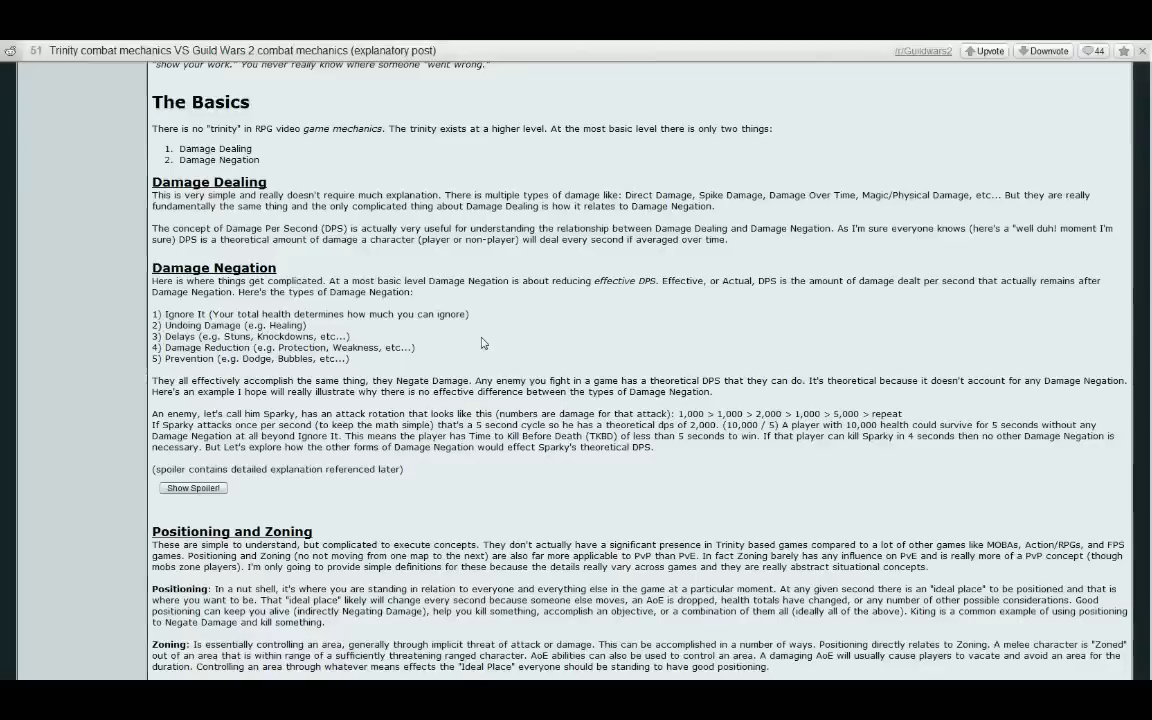 51 Trinity combat mechanics VS Guild Wars 2 combat mechanics (explanatory post)
/r/Guildwars2 Upvote Downvote 44
"show your work." You never really know where someone "went wrong."
The Basics
There is no "trinity" in RPG video game mechanics. The trinity exists at a higher level. At the most basic level there is only two things:
1. Damage Dealing
2. Damage Negation
Damage Dealing
This is very simple and really doesn't require much explanation. There is multiple types of damage like: Direct Damage, Spike Damage, Damage Over Time, Magic/Physical Damage, etc... But they are really
fundamentally the same thing and the only complicated thing about Damage Dealing is how it relates to Damage Negation.
The concept of Damage Per Second (DPS) is actually very useful for understanding the relationship between Damage Dealing and Damage Negation. As I'm sure everyone knows (here's a "well duh! moment I'm
sure) DPS is a theoretical amount of damage a character (player or non-player) will deal every second if averaged over time.
Damage Negation
Here is where things get complicated. At a most basic level Damage Negation is about reducing effective DPS. Effective, or Actual, DPS is the amount of damage dealt per second that actually remains after
Damage Negation. Here's the types of Damage Negation:
1) Ignore It (Your total health determines how much you can ignore)
2) Undoing Damage (e.g. Healing)
3) Delays (e.g. Stuns, Knockdowns, etc...)
4) Damage Reduction (e.g. Protection, Weakness, etc...)
5) Prevention (e.g. Dodge, Bubbles, etc...)
They all effectively accomplish the same thing, they Negate Damage. Any enemy you fight in a game has a theoretical DPS that they can do. It's theoretical because it doesn't account for any Damage Negation.
Here's an example I hope will really illustrate why there is no effective difference between the types of Damage Negation.
An enemy, let's call him Sparky, has an attack rotation that looks like this (numbers are damage for that attack): 1,000 > 1,000 > 2,000 > 1,000 > 5,000 > repeat
If Sparky attacks once per second (to keep the math simple) that's a 5 second cycle so he has a theoretical dps of 2,000. (10,000 / 5) A player with 10,000 health could survive for 5 seconds without any
Damage Negation at all beyond Ignore It. This means the player has Time to Kill Before Death (TKBD) of less than 5 seconds to win. If that player can kill Sparky in 4 seconds then no other Damage Negation is
necessary. But Let's explore how the other forms of Damage Negation would effect Sparky's theoretical DPS.
(spoiler contains detailed explanation referenced later)
Show Spoiler!
Positioning and Zoning
These are simple to understand, but complicated to execute concepts. They don't actually have a significant presence in Trinity based games compared to a lot of other games like MOBAs, Action/RPGs, and FPS
games. Positioning and Zoning (no not moving from one map to the next) are also far more applicable to PvP than PvE. In fact Zoning barely has any influence on PvE and is really more of a PvP concept (though
mobs zone players). I'm only going to provide simple definitions for these because the details really vary across games and they are really abstract situational concepts.
Positioning: In a nut shell, it's where you are standing in relation to everyone and everything else in the game at a particular moment. At any given second there is an "ideal place" to be positioned and that is
where you want to be. That "ideal place" likely will change every second because someone else moves, an AoE is dropped, health totals have changed, or any number of other possible considerations. Good
positioning can keep you alive (indirectly Negating Damage), help you kill something, accomplish an objective, or a combination of them all (ideally all of the above). Kiting is a common example of using positioning
to Negate Damage and kill something.
Zoning: Is essentially controlling an area, generally through implicit threat of attack or damage. This can be accomplished in a number of ways. Positioning directly relates to Zoning. A melee character is "Zoned"
out of an area that is within range of a sufficiently threatening ranged character. AoE abilities can also be used to control an area. A damaging AoE will usually cause players to vacate and avoid an area for the
duration. Controlling an area through whatever means effects the "Ideal Place" everyone should be standing to have good positioning.